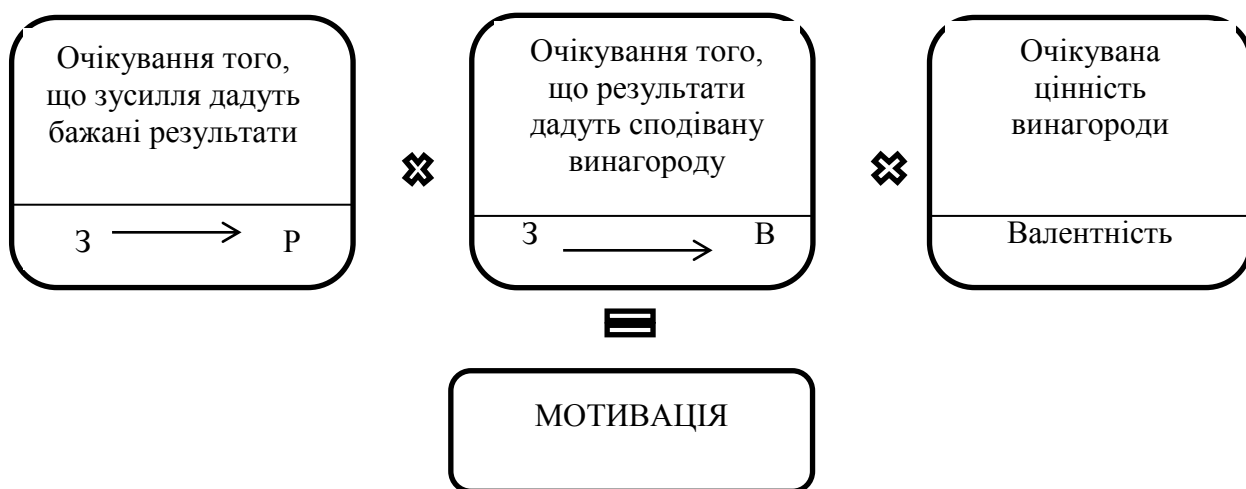 Очікування того,
що зусилля дадуть
бажані результати
З Р
Очікування того,
що результати
дадуть сподівану
винагороду
З В
Очікувана
цінність
винагороди
Валентність
МОТИВАЦІЯ